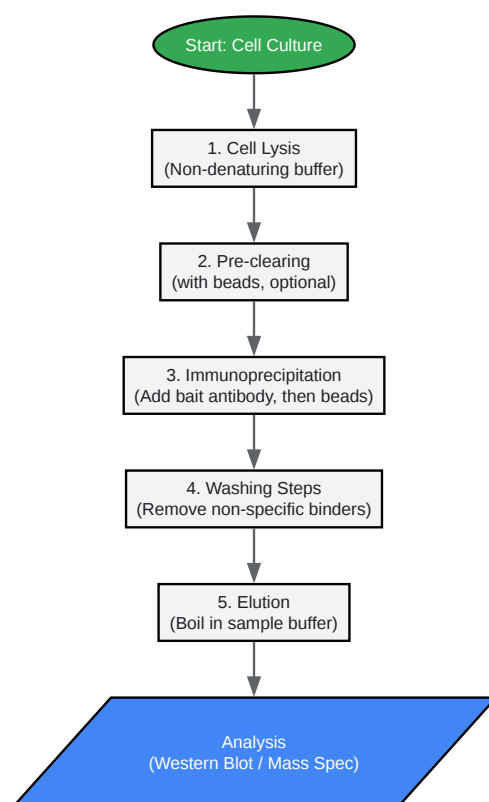 Start: Cell Culture
1. Cell Lysis
(Non-denaturing buffer)
2. Pre-clearing
(with beads, optional)
3. Immunoprecipitation
(Add bait antibody, then beads)
4. Washing Steps
(Remove non-specific binders)
5. Elution
(Boil in sample buffer)
Analysis
(Western Blot / Mass Spec)